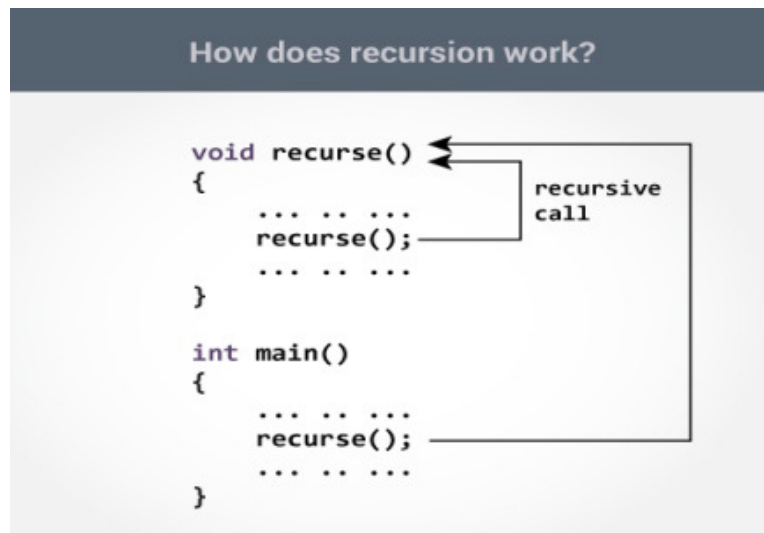 How does recursion work?
void recurse()
{
... .. ...
recurse();
... .. ...
}
recursive
call
int main()
{
... .. ...
recurse();
... .. ...
}